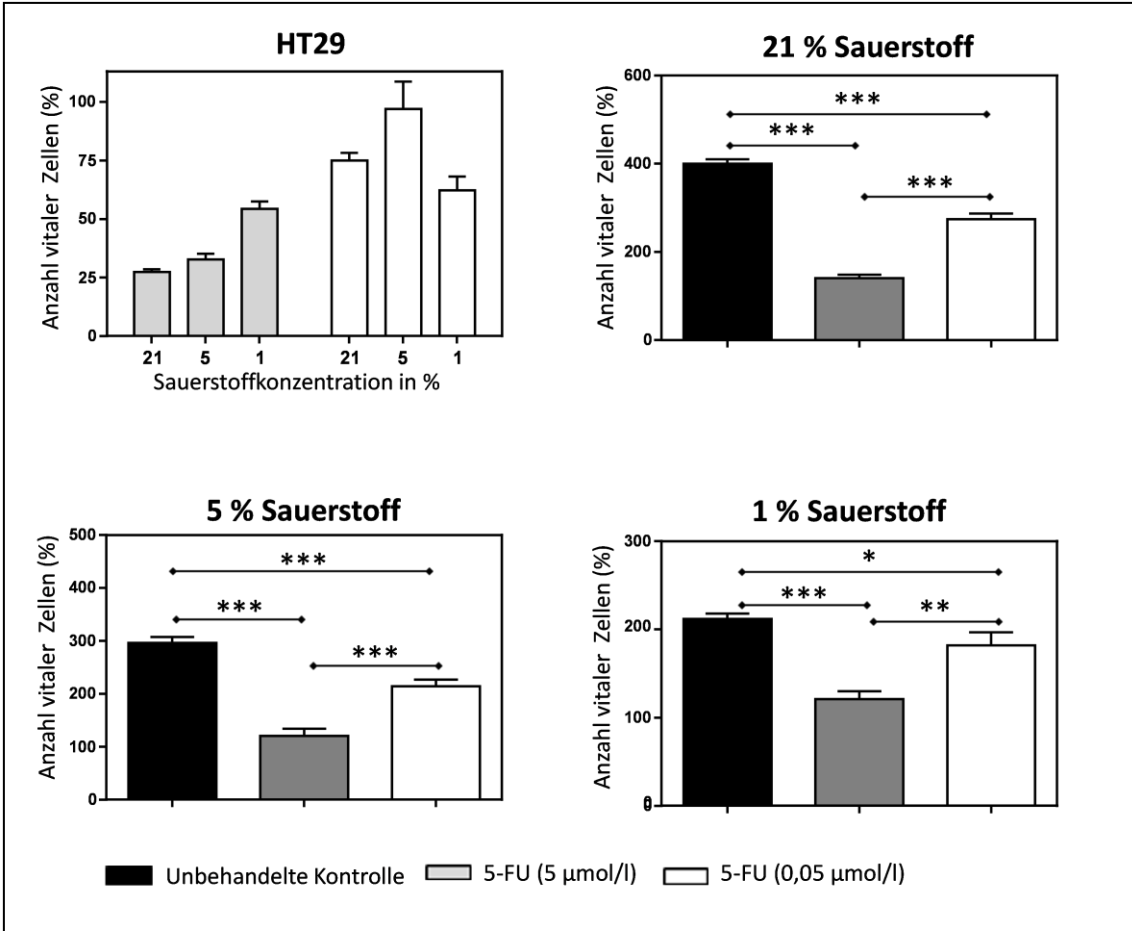 HT29
Anzahl vitaler Zellen (%)
100
75
50
25
0
21 5 1 21 5 1
Sauerstoffkonzentration in %
21 % Sauerstoff
Anzahl vitaler Zellen (%)
600
400
200
0
***
***
***
5 % Sauerstoff
Anzahl vitaler Zellen (%)
500
400
300
200
100
0
***
***
***
1 % Sauerstoff
Anzahl vitaler Zellen (%)
300
200
100
0
*
***
**
Unbehandelte Kontrolle 5-FU (5 µmol/l) 5-FU (0,05 µmol/l)